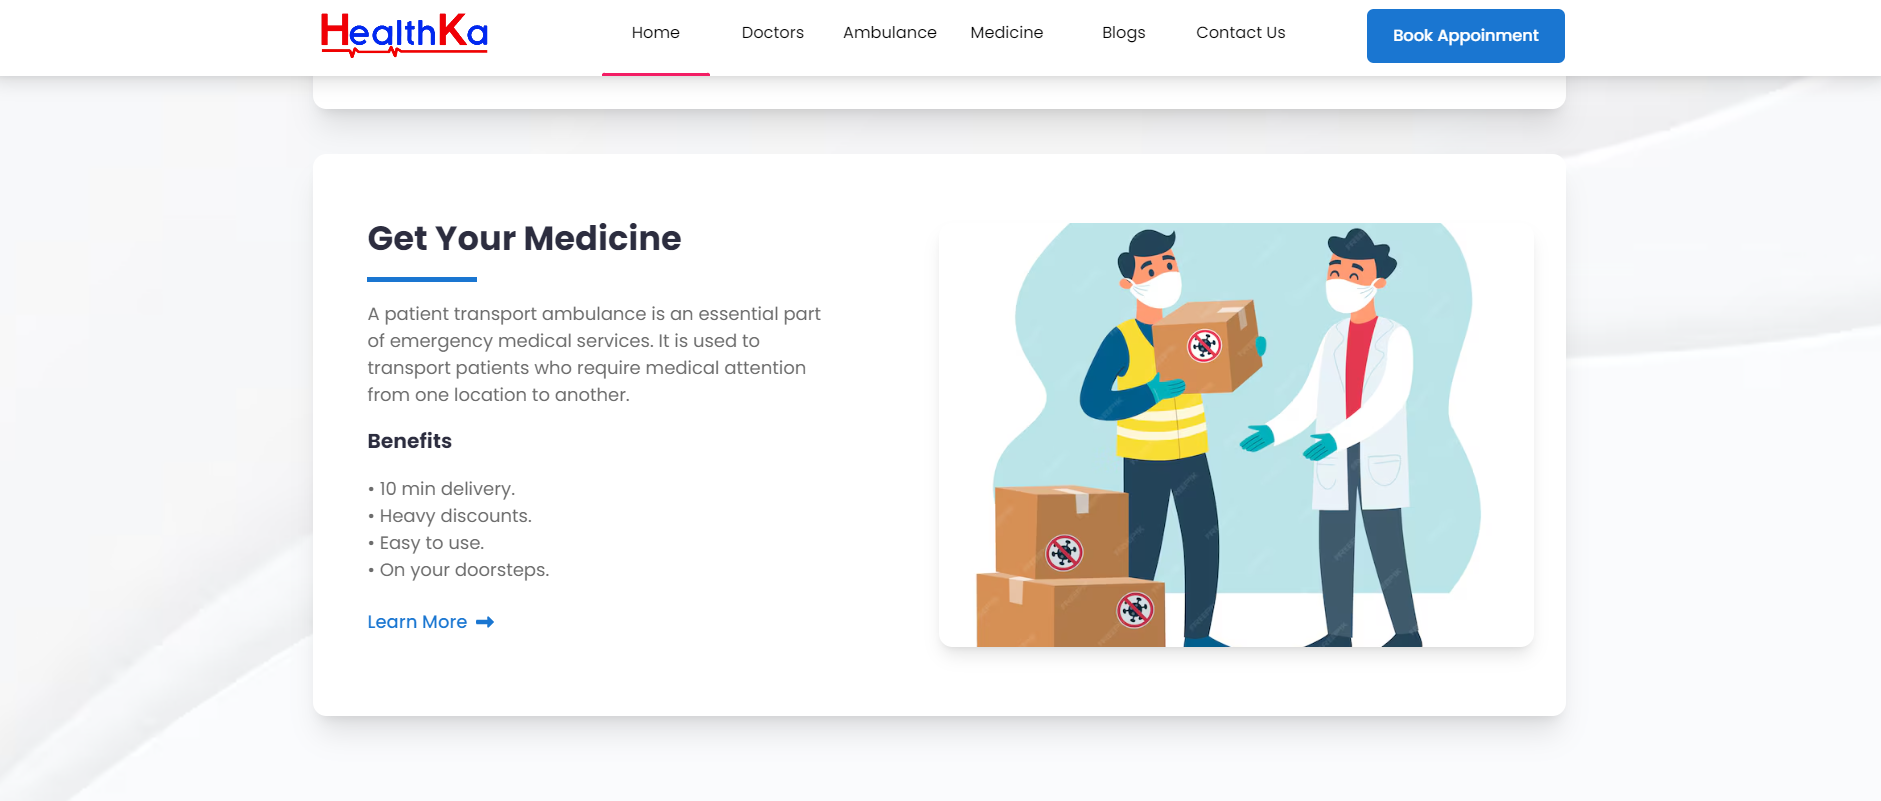 HealthKa
Home
Doctors
Ambulance
Medicine
Blogs
Contact Us
Book Appoinment
Get Your Medicine
A patient transport ambulance is an essential part
of emergency medical services. It is used to
transport patients who require medical attention
from one location to another.
Benefits
• 10 min delivery.
• Heavy discounts.
• Easy to use.
• On your doorsteps.
Learn More